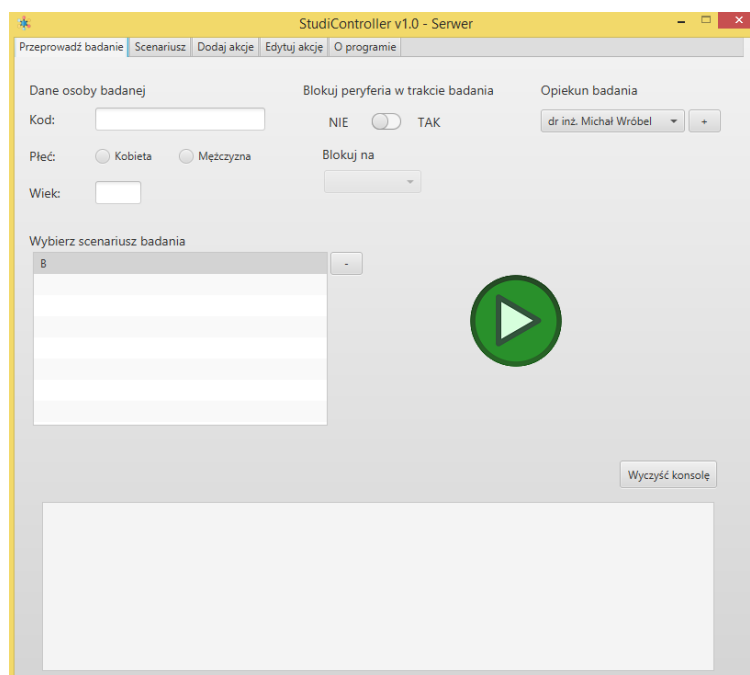 StudiController v1.0 - Serwer
Przeprowadź badanie Scenariusz Dodaj akcje Edytuj akcję O programie
Dane osoby badanej Blokuj peryferia w trakcie badania Opiekun badania
Kod: NIE TAK dr inż. Michał Wróbel +
Płeć: Kobieta Mężczyzna Blokuj na
Wiek:
Wybierz scenariusz badania
B -
Wyczyść konsolę